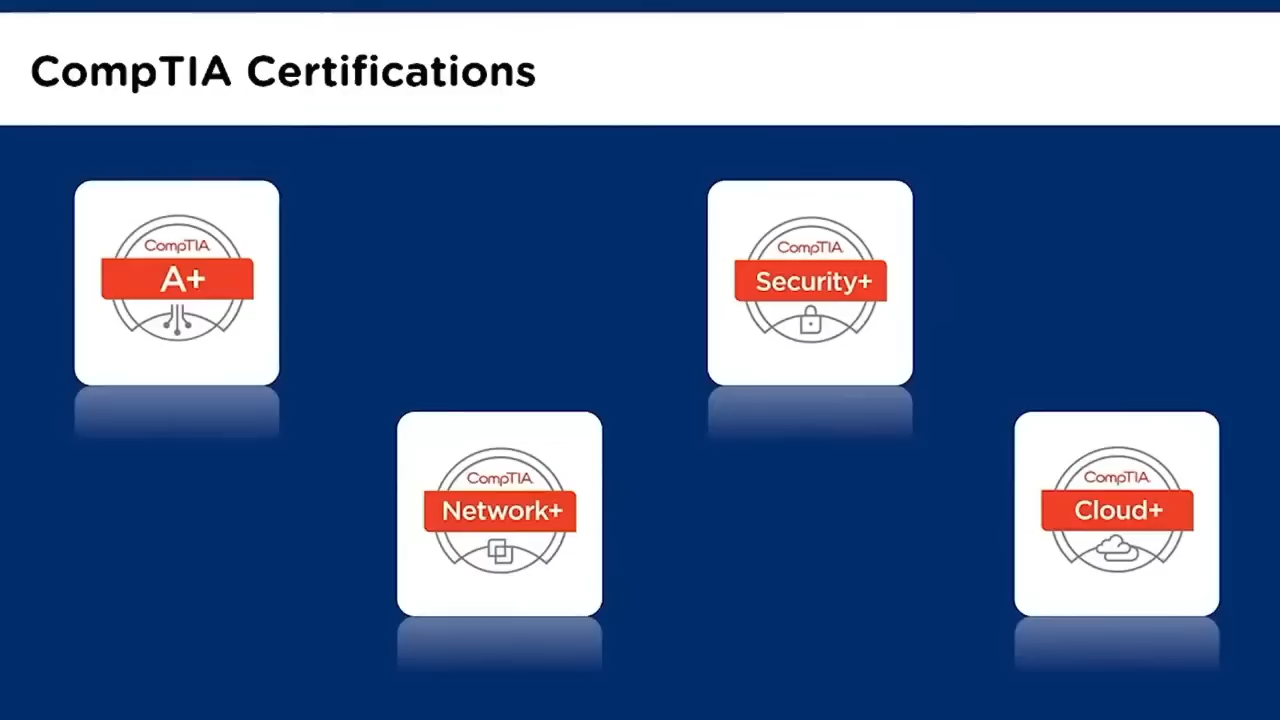 CompTIA Certifications
CompTIA
A+
CompTIA
Security+
CompTIA
Network+
CompTIA
Cloud+